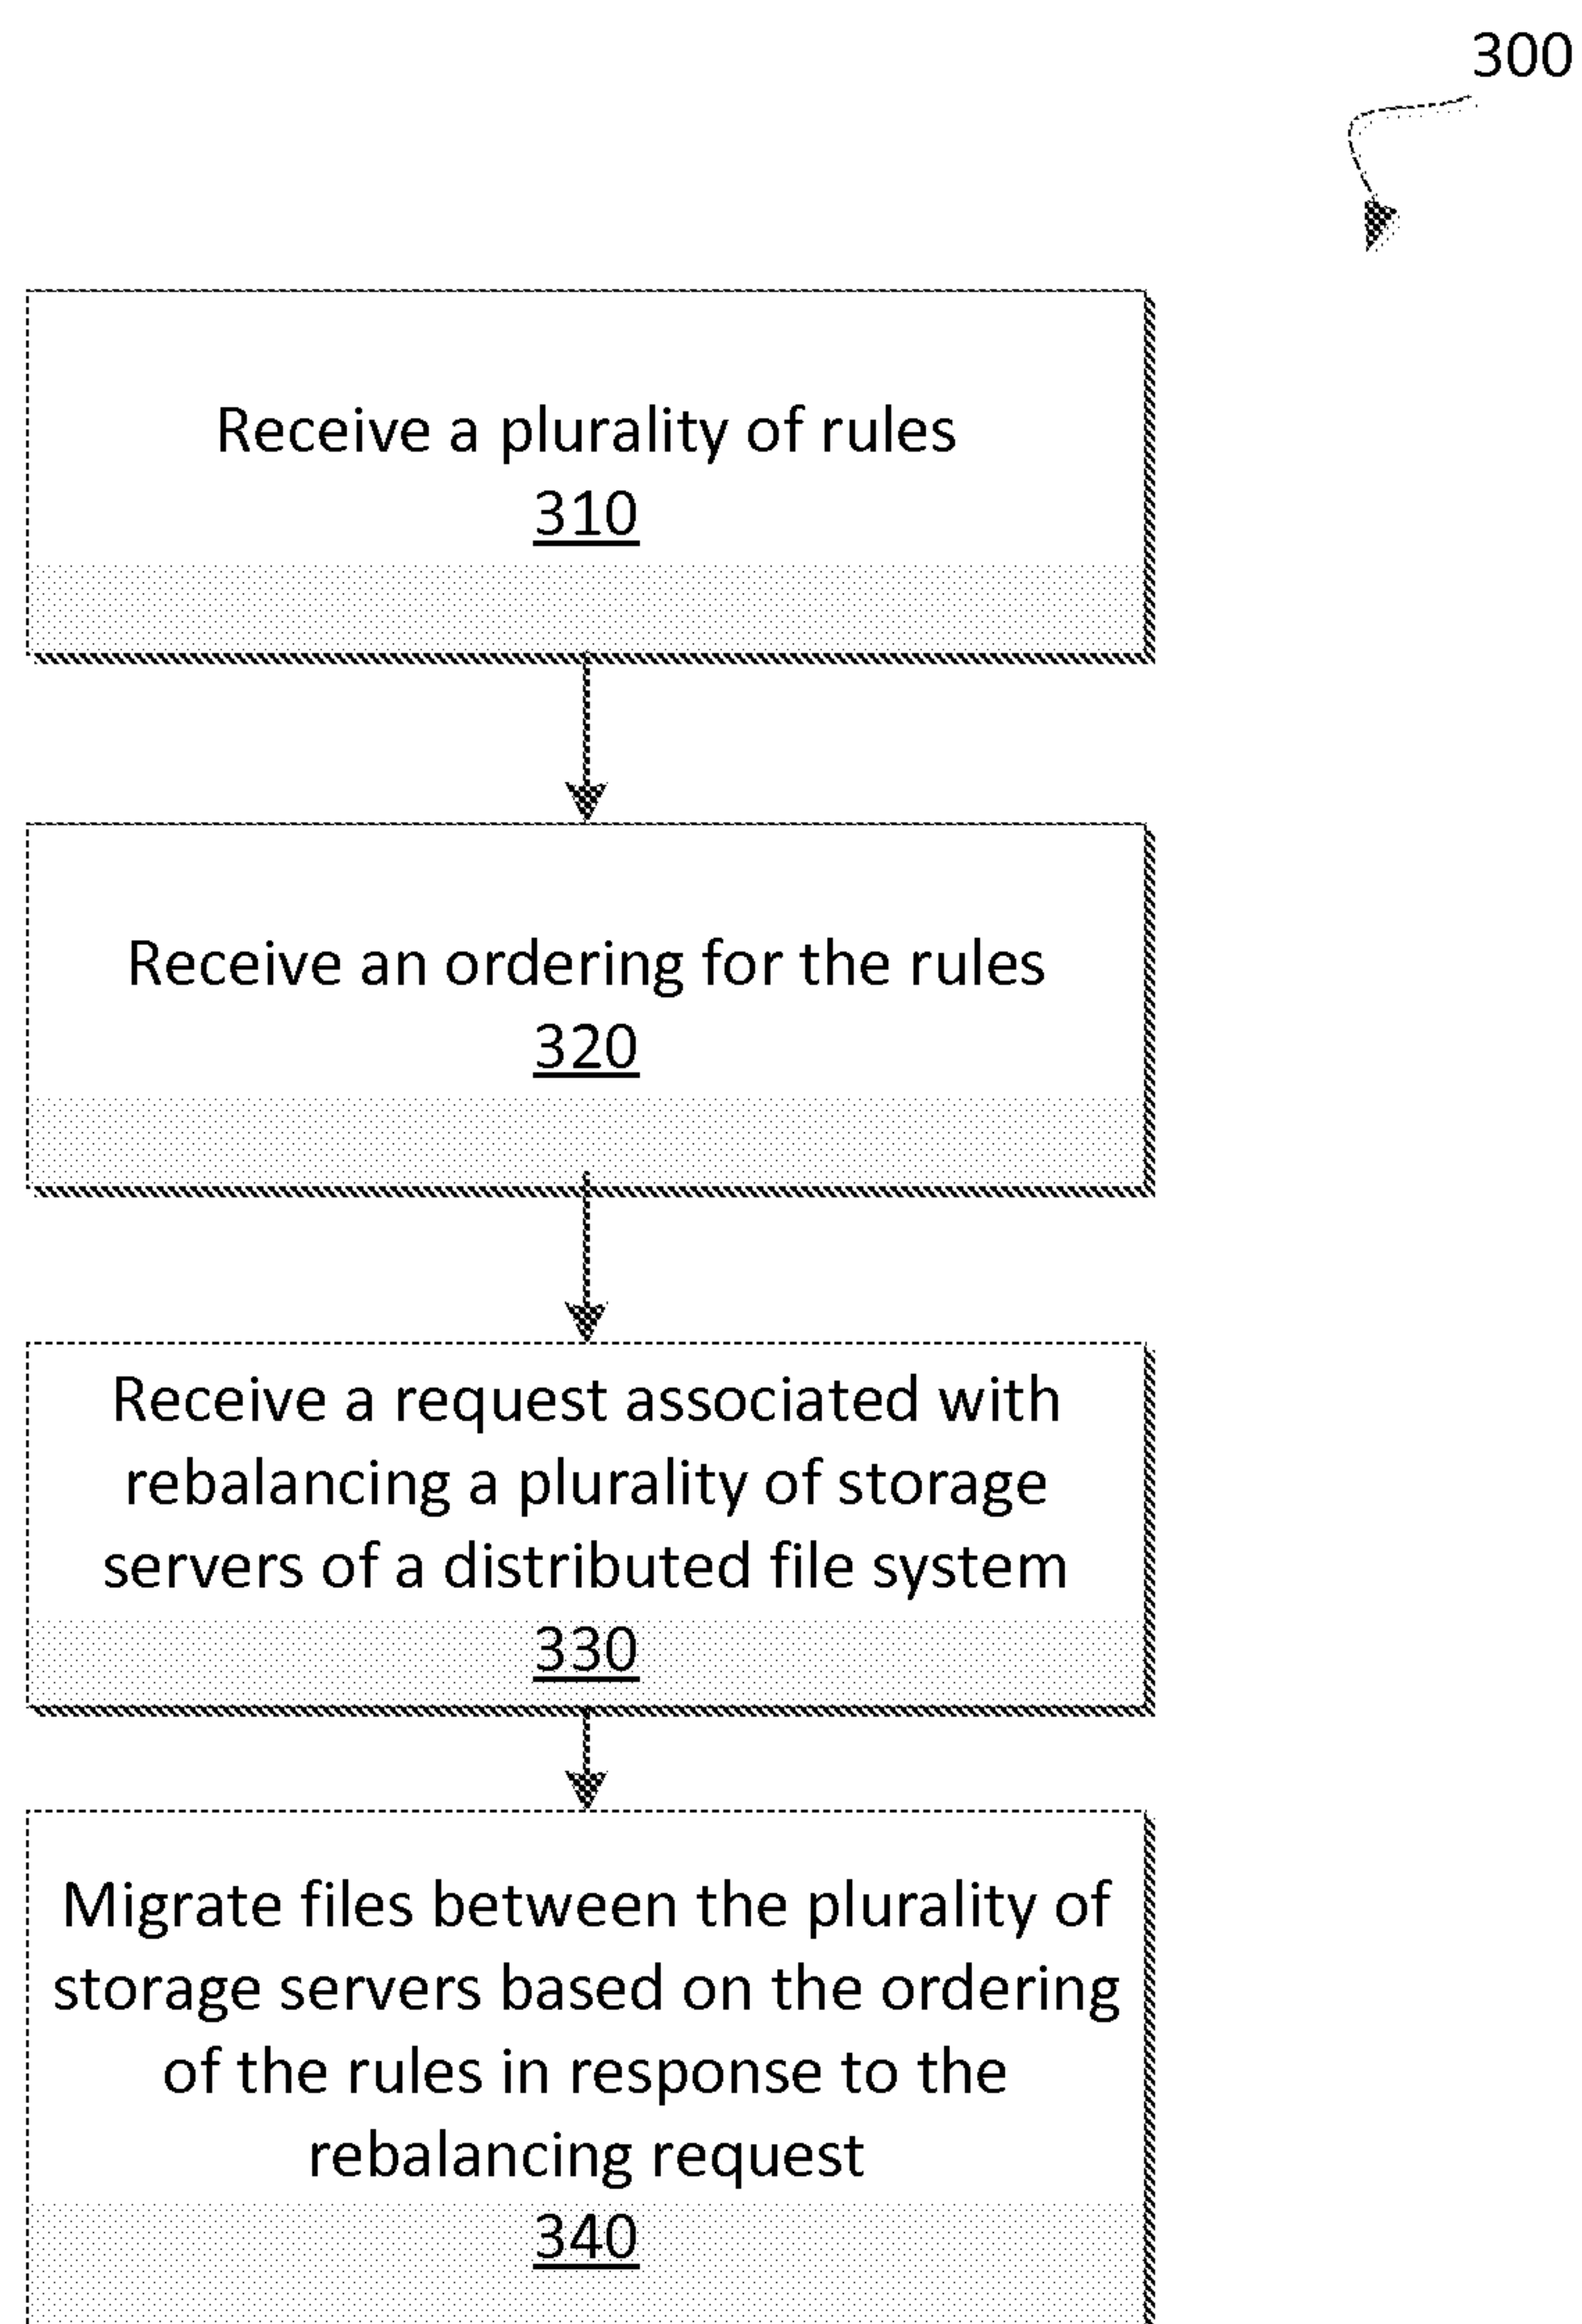 300
Receive a plurality of rules
310
Receive an ordering for the rules
320
Receive a request associated with
rebalancing a plurality of storage
servers of a distributed file system
330
Migrate files between the plurality of
storage servers based on the ordering
of the rules in response to the
rebalancing request
340